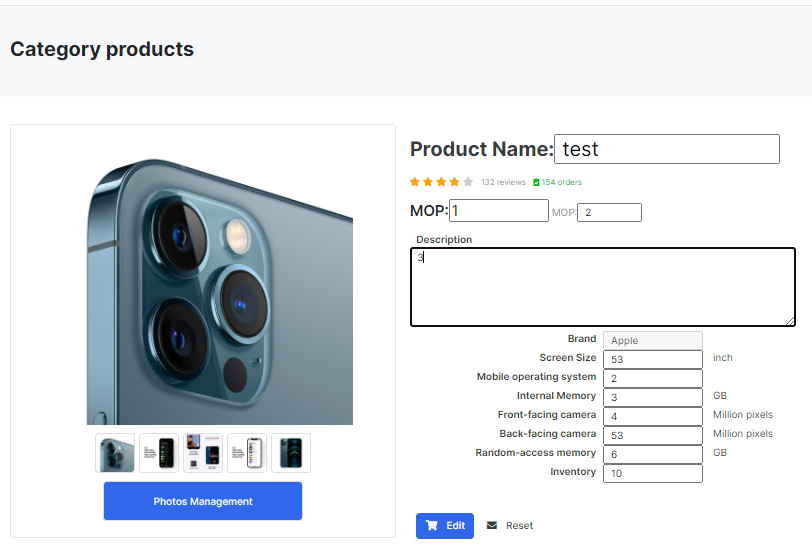 Category products
Product Name: test
132 reviews 154 orders
MOP: 1 MOP: 2
Description
3
Brand Apple
Screen Size 53 inch
Mobile operating system 2
Internal Memory 3 GB
Front-facing camera 4 Million pixels
Back-facing camera 53 Million pixels
Random-access memory 6 GB
Inventory 10
Photos Management
Edit Reset